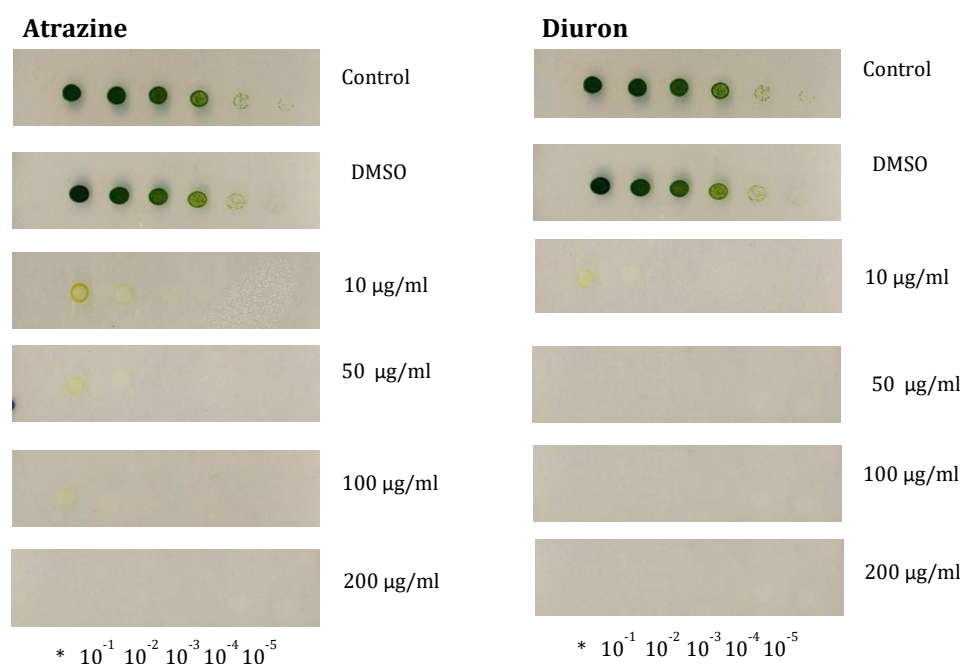 Atrazine
Control
DMSO
10 µg/ml
50 µg/ml
100 µg/ml
200 µg/ml
* 10⁻¹ 10⁻² 10⁻³ 10⁻⁴ 10⁻⁵
Diuron
Control
DMSO
10 µg/ml
50 µg/ml
100 µg/ml
200 µg/ml
* 10⁻¹ 10⁻² 10⁻³ 10⁻⁴ 10⁻⁵